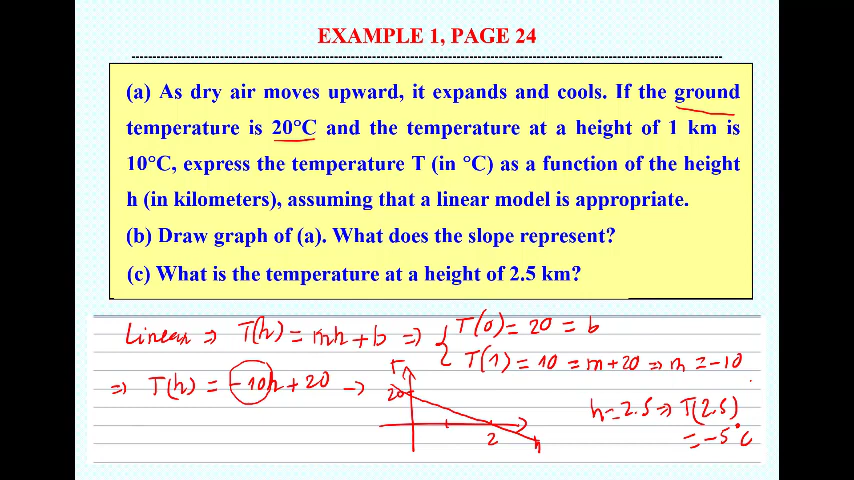 EXAMPLE 1, PAGE 24
(a) As dry air moves upward, it expands and cools. If the ground
temperature is 20°C and the temperature at a height of 1 km is
10°C, express the temperature T (in °C) as a function of the height
h (in kilometers), assuming that a linear model is appropriate.
(b) Draw graph of (a). What does the slope represent?
(c) What is the temperature at a height of 2.5 km?
Linear ⇒ T(h) = mh + b ⇒ { T(0) = 20 = b
T(1) = 10 = m + 20 ⇒ m = -10
⇒ T(h) = -10h + 20 →
T
20
2
h
h = 2.5 ⇒ T(2.5)
= -5°C